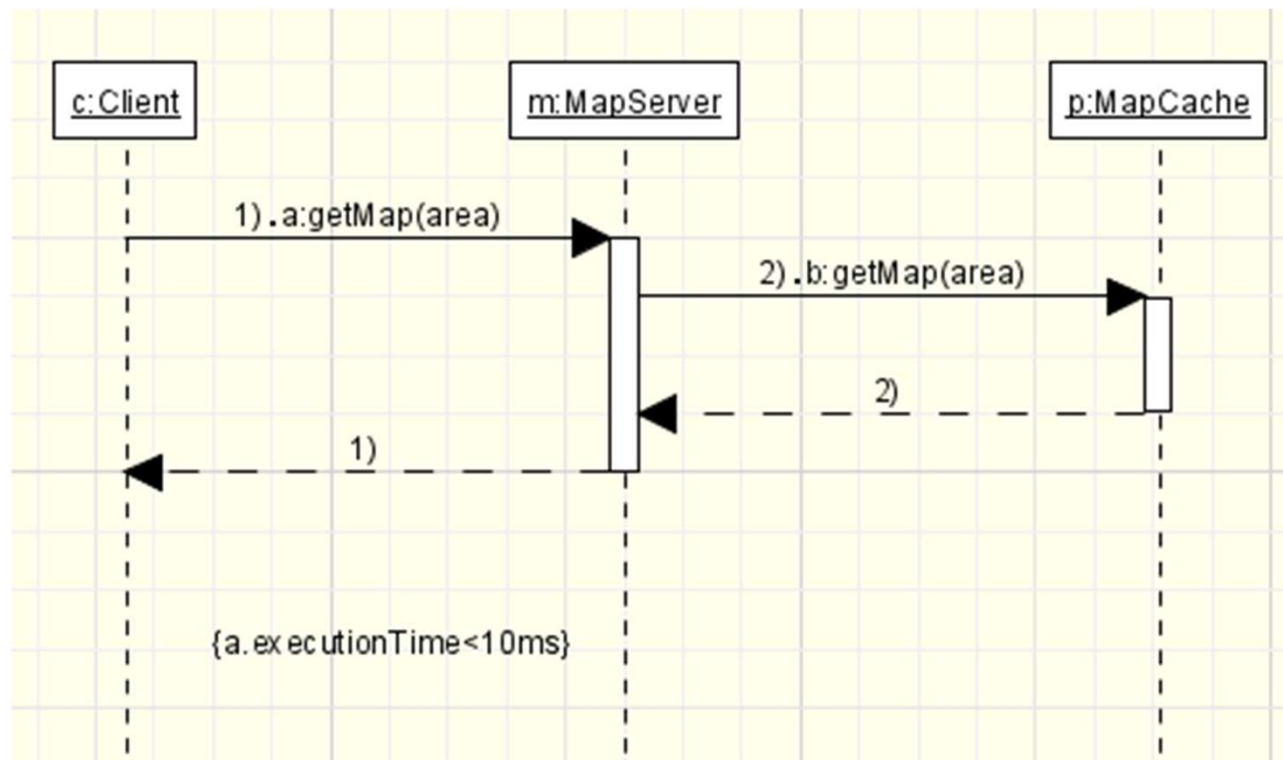 c:Client
m:MapServer
p:MapCache
1).a:getMap(area)
2).b:getMap(area)
2)
1)
{a.executionTime<10ms}